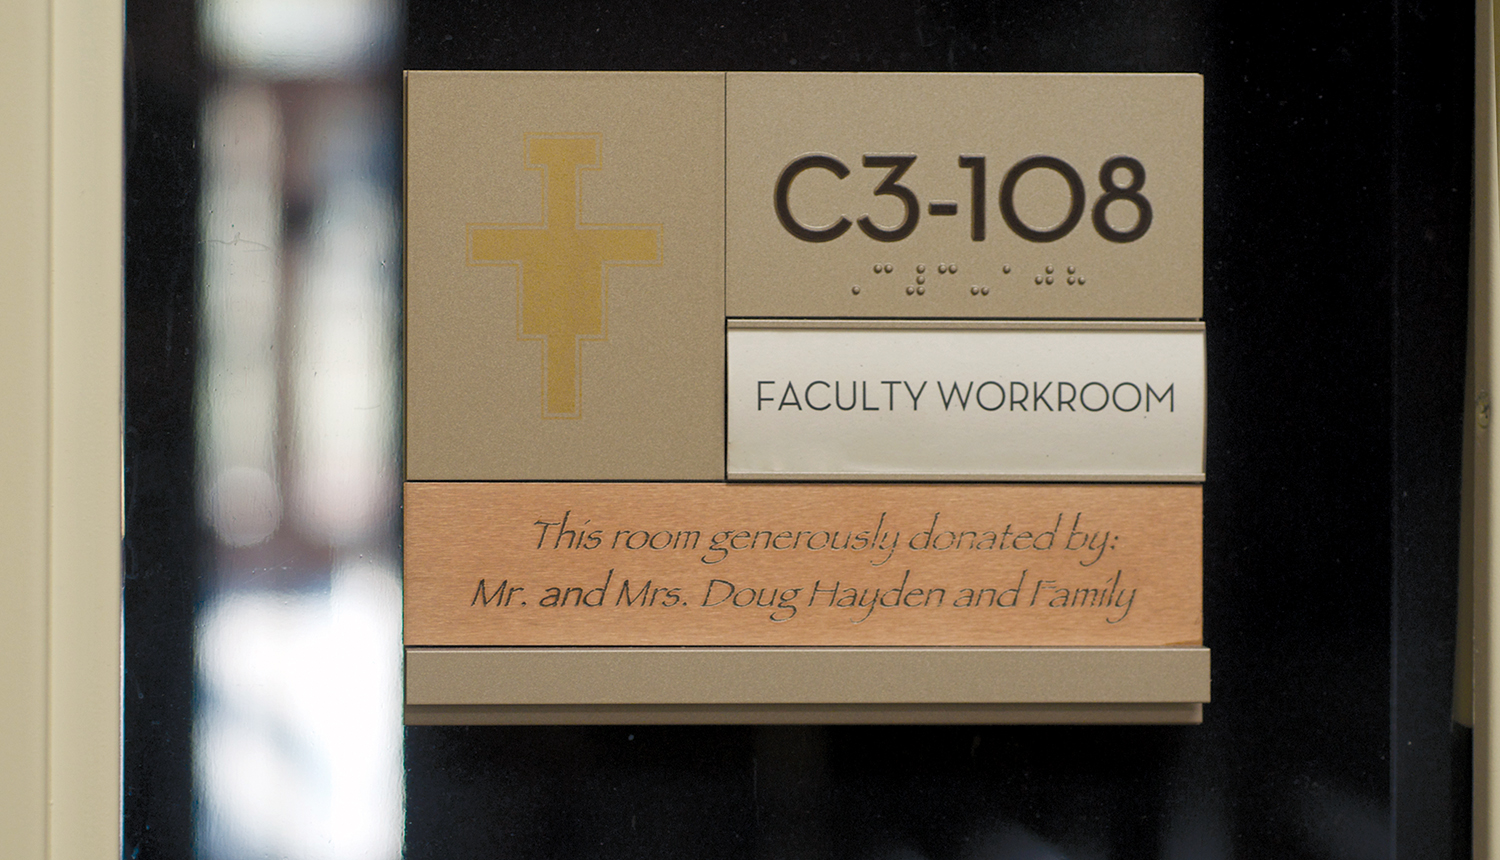 C3-108
⠠⠉⠼⠉⠤⠼⠁⠚⠓
FACULTY WORKROOM
This room generously donated by:
Mr. and Mrs. Doug Hayden and Family